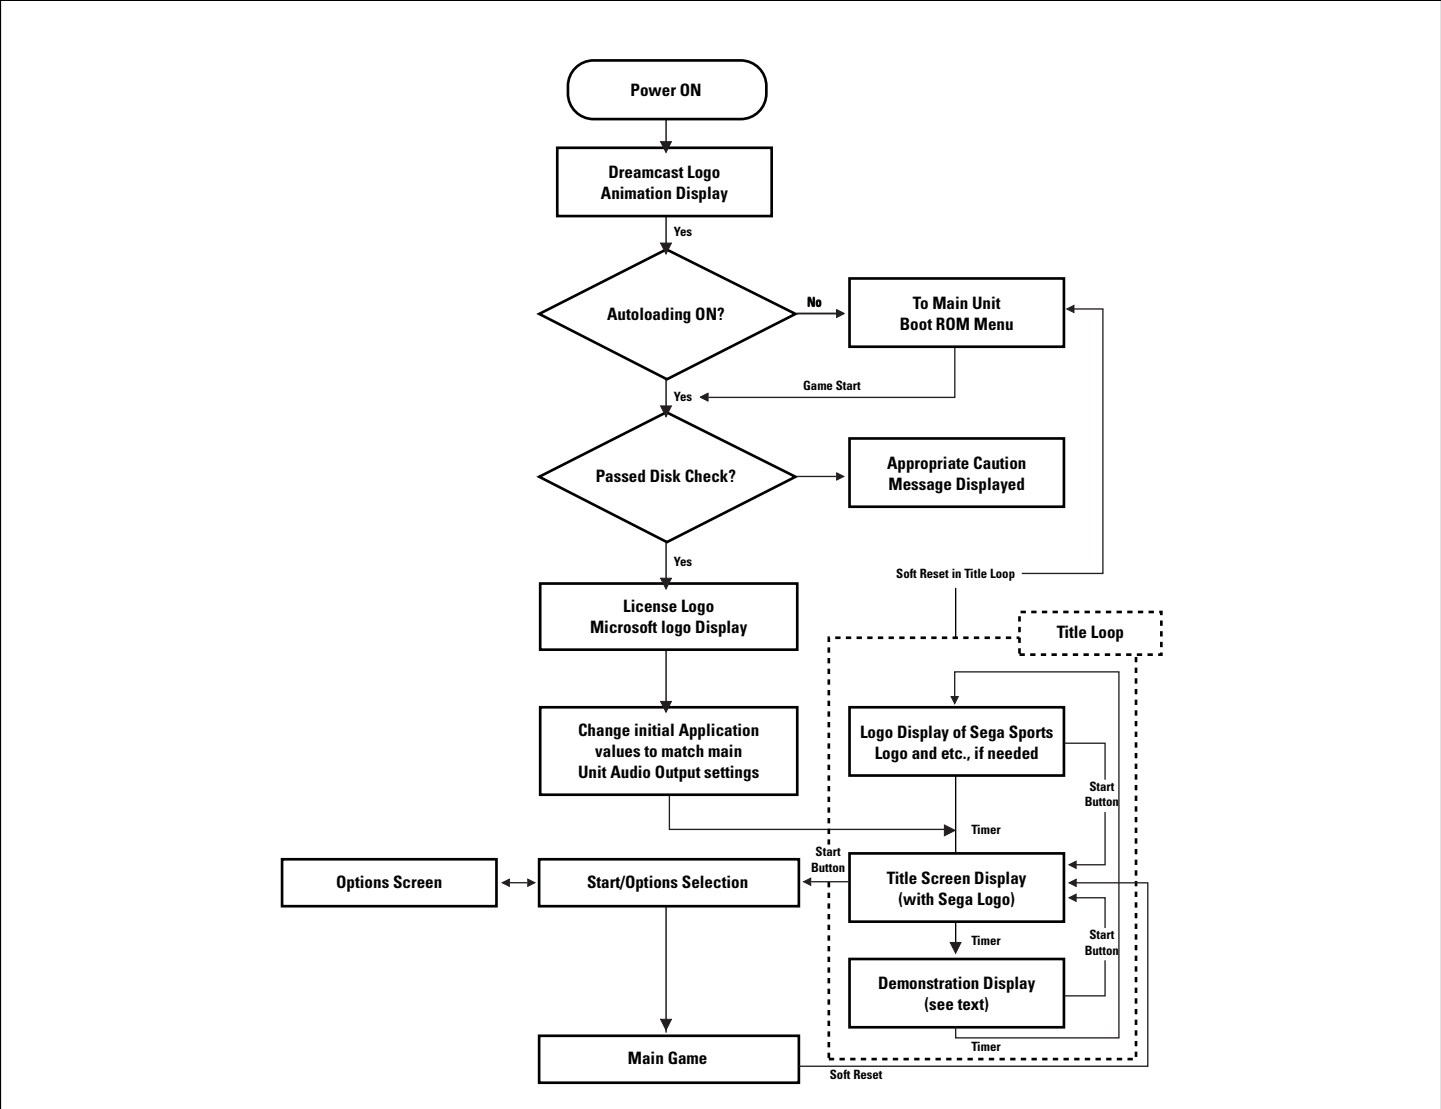 Power ON
Dreamcast Logo
Animation Display
Yes
Autoloading ON?
No
To Main Unit
Boot ROM Menu
Game Start
Yes
Passed Disk Check?
Appropriate Caution
Message Displayed
Yes
Soft Reset in Title Loop
License Logo
Microsoft logo Display
Title Loop
Change initial Application
values to match main
Unit Audio Output settings
Logo Display of Sega Sports
Logo and etc., if needed
Start
Button
Timer
Start
Button
Options Screen
Start/Options Selection
Title Screen Display
(with Sega Logo)
Timer
Start
Button
Demonstration Display
(see text)
Timer
Main Game
Soft Reset